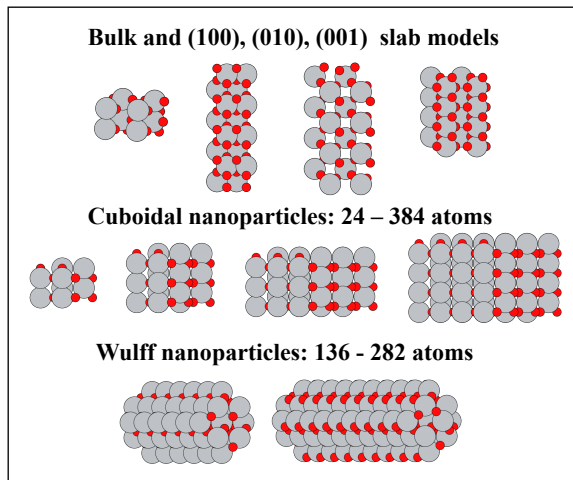 Bulk and (100), (010), (001) slab models
Cuboidal nanoparticles: 24 – 384 atoms
Wulff nanoparticles: 136 - 282 atoms